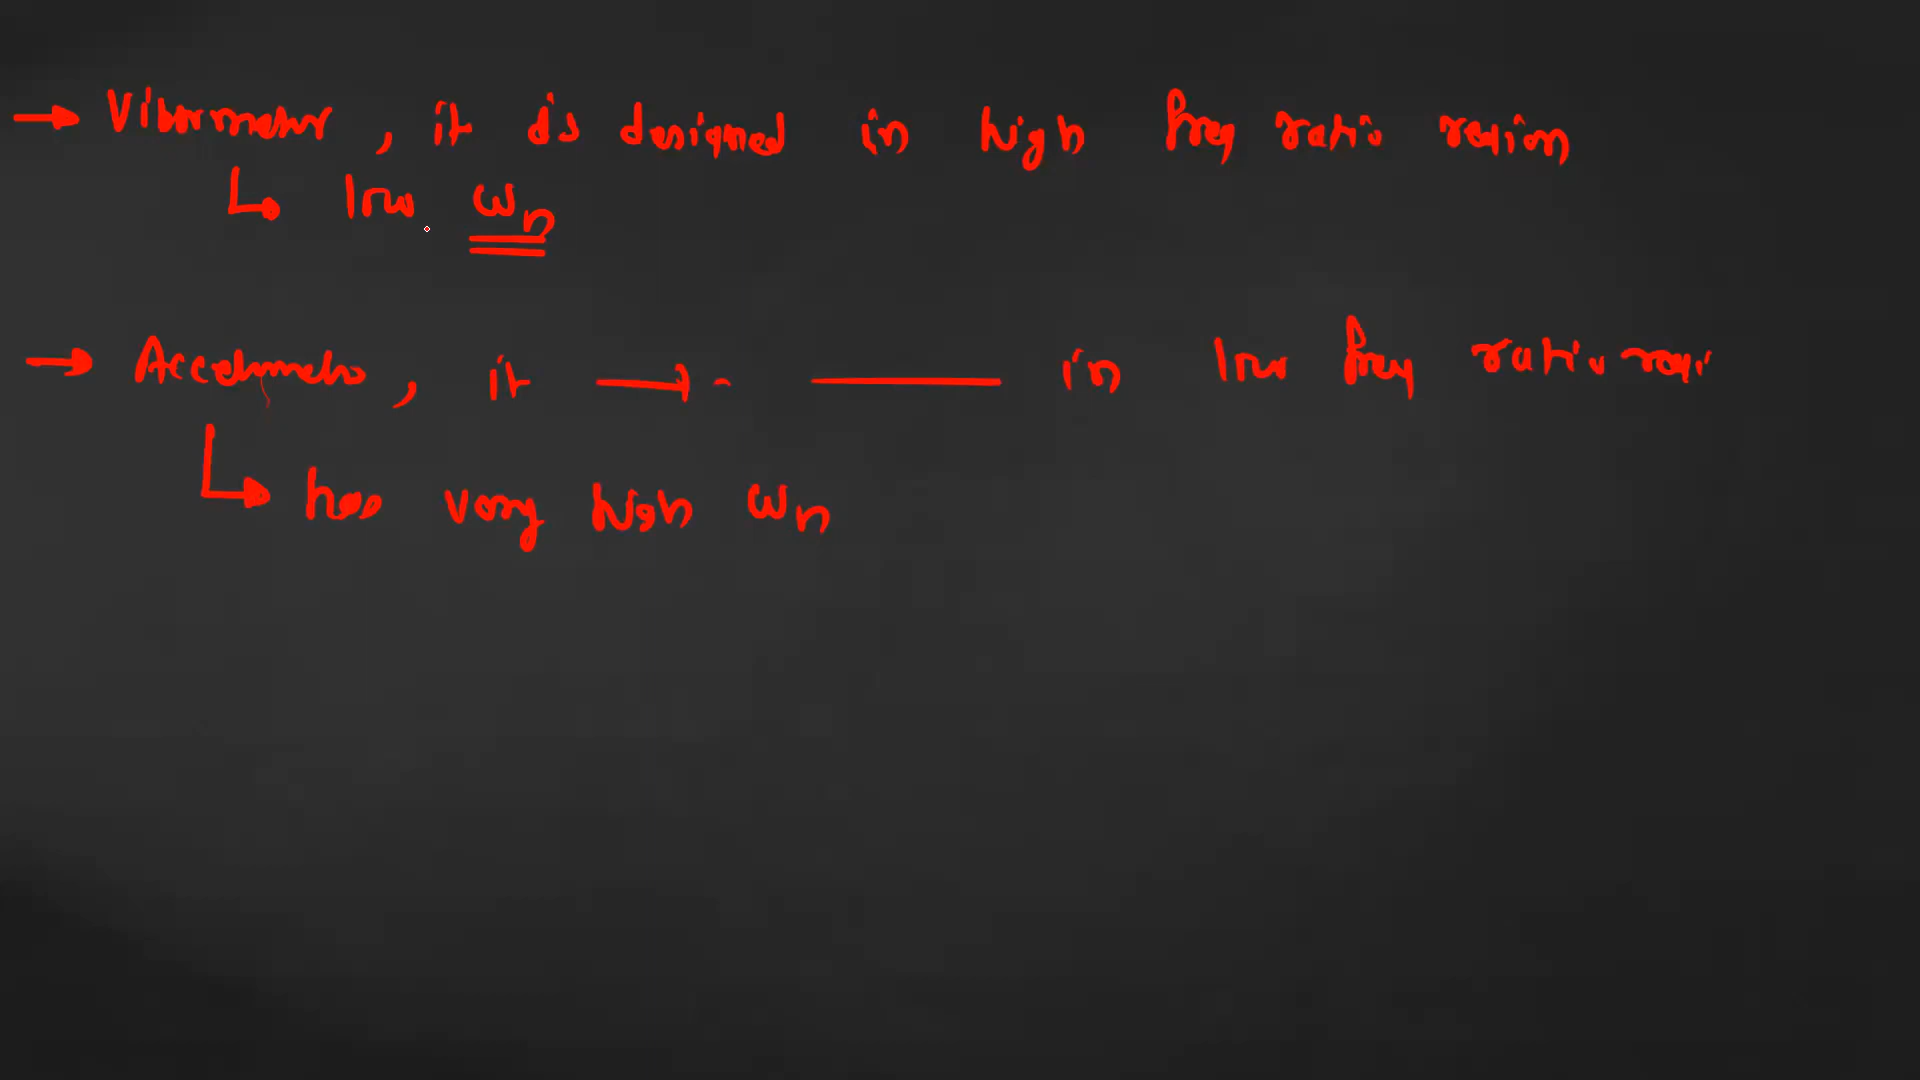 → Vibrometer, it is designed in high freq ratio region
↳ low ωn
→ Accelerometer, it → - —— in low freq ratio regi
↳ has very high ωn